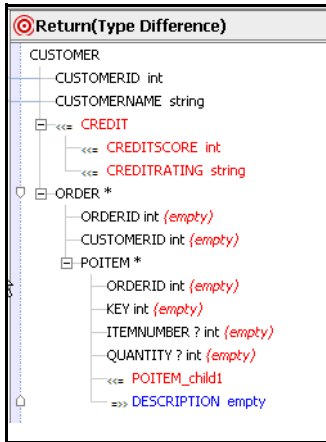 Return(Type Difference)
CUSTOMER
CUSTOMERID int
CUSTOMERNAME string
<<= CREDIT
<<= CREDITSCORE int
<<= CREDITRATING string
ORDER *
ORDERID int (empty)
CUSTOMERID int (empty)
POITEM *
ORDERID int (empty)
KEY int (empty)
ITEMNUMBER ? int (empty)
QUANTITY ? int (empty)
<<= POITEM_child1
=>> DESCRIPTION empty